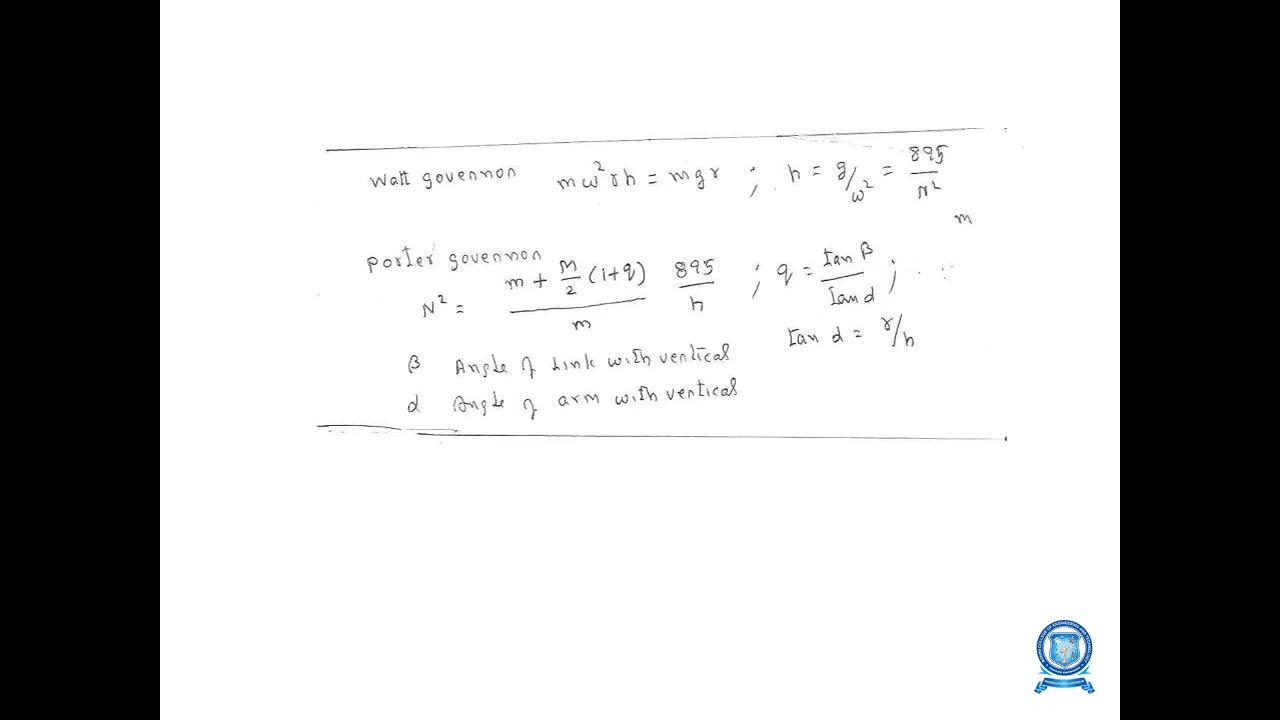 Watt governor mω²rh = mgr ; h = g/ω² = 895/N² m
Porter governor
N² = (m + M/2 (1+q))/m 895/h ; q = tan β/tan α ;
tan α = r/h
β Angle of Link with vertical
α Angle of arm with vertical